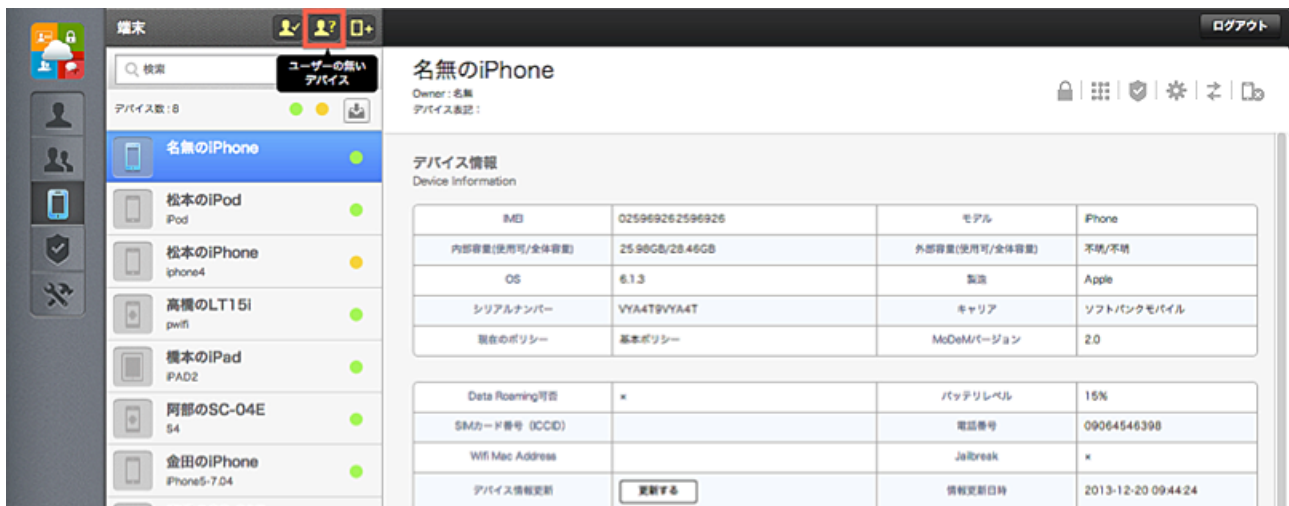 端末
ログアウト
ユーザーの無い
デバイス
検索
デバイス数:8
名無のiPhone
松本のiPod
iPod
松本のiPhone
iphone4
高橋のLT15i
pwifi
橋本のiPad
iPAD2
阿部のSC-04E
S4
金田のiPhone
iPhone5-7.04
名無のiPhone
Owner : 名無
デバイス表記 :
デバイス情報
Device Information
IMEI 025969262596926 モデル iPhone
内部容量(使用可/全体容量) 25.98GB/28.46GB 外部容量(使用可/全体容量) 不明/不明
OS 6.1.3 製造 Apple
シリアルナンバー VYA4T9VYA4T キャリア ソフトバンクモバイル
現在のポリシー 基本ポリシー MoDeMバージョン 2.0
Data Roaming可否 × バッテリレベル 15%
SIMカード番号 (ICCID) 電話番号 09064546398
Wifi Mac Address Jailbreak ×
デバイス情報更新 更新する 情報更新日時 2013-12-20 09:44:24